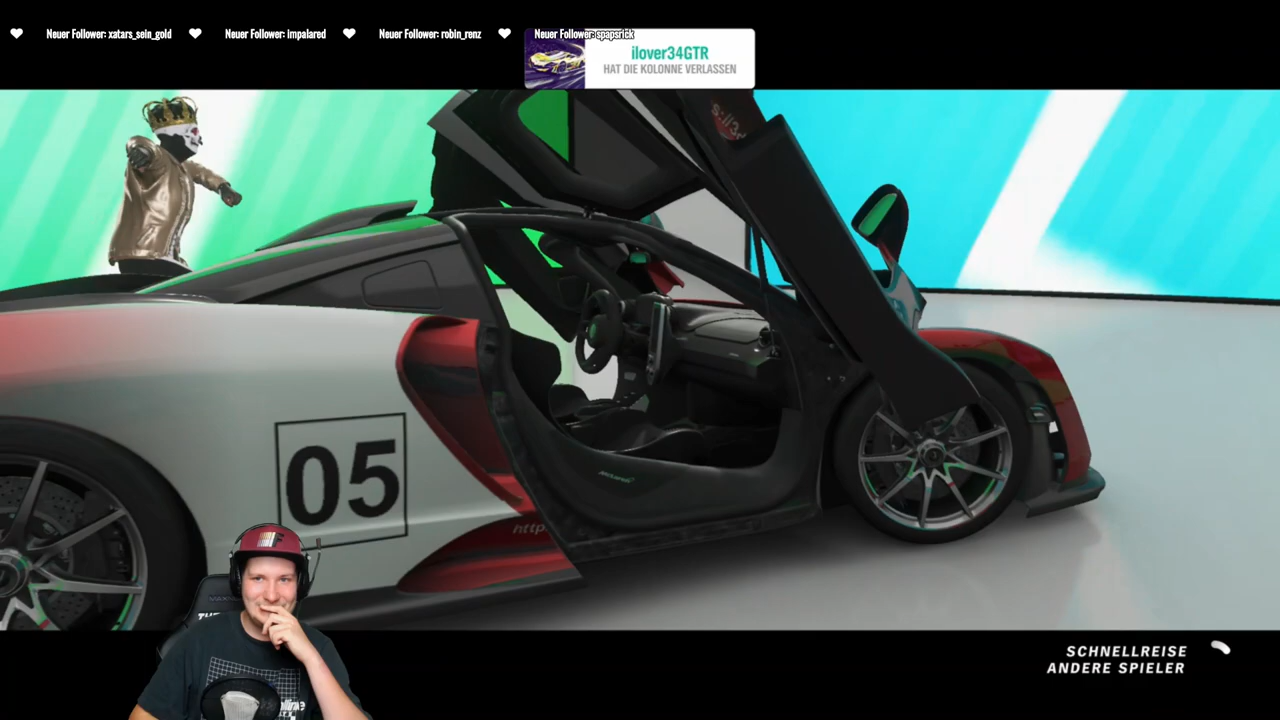 Neuer Follower: xatars_sein_gold Neuer Follower: impalared Neuer Follower: robin_renz Neuer Follower: spapsrick
ilover34GTR
HAT DIE KOLONNE VERLASSEN
05
http
SCHNELLREISE
ANDERE SPIELER